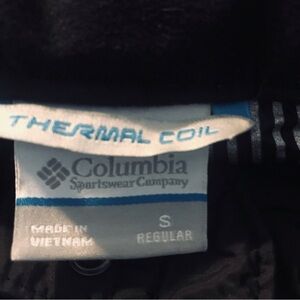 THERMAL COIL
Columbia
Sportswear Company
MADE IN
VIETNAM
S
REGULAR